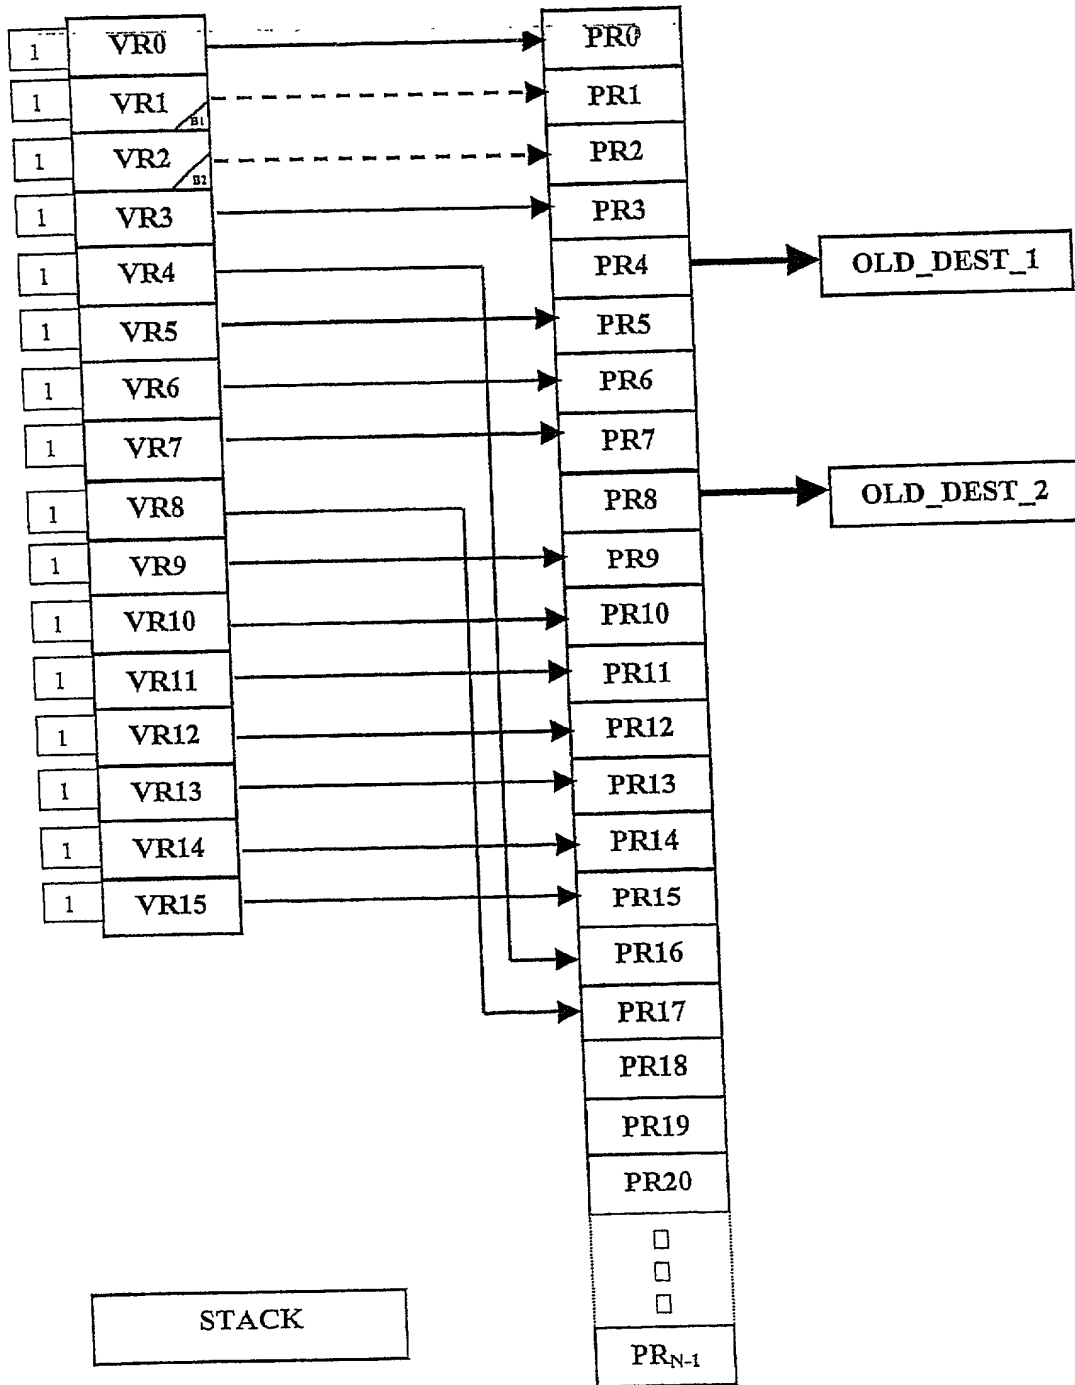 1 VR0 PR0
1 VR1 B1 PR1
1 VR2 B2 PR2
1 VR3 PR3
1 VR4 PR4 OLD_DEST_1
1 VR5 PR5
1 VR6 PR6
1 VR7 PR7
1 VR8 PR8 OLD_DEST_2
1 VR9 PR9
1 VR10 PR10
1 VR11 PR11
1 VR12 PR12
1 VR13 PR13
1 VR14 PR14
1 VR15 PR15
PR16
PR17
PR18
PR19
PR20
STACK
PRN-1